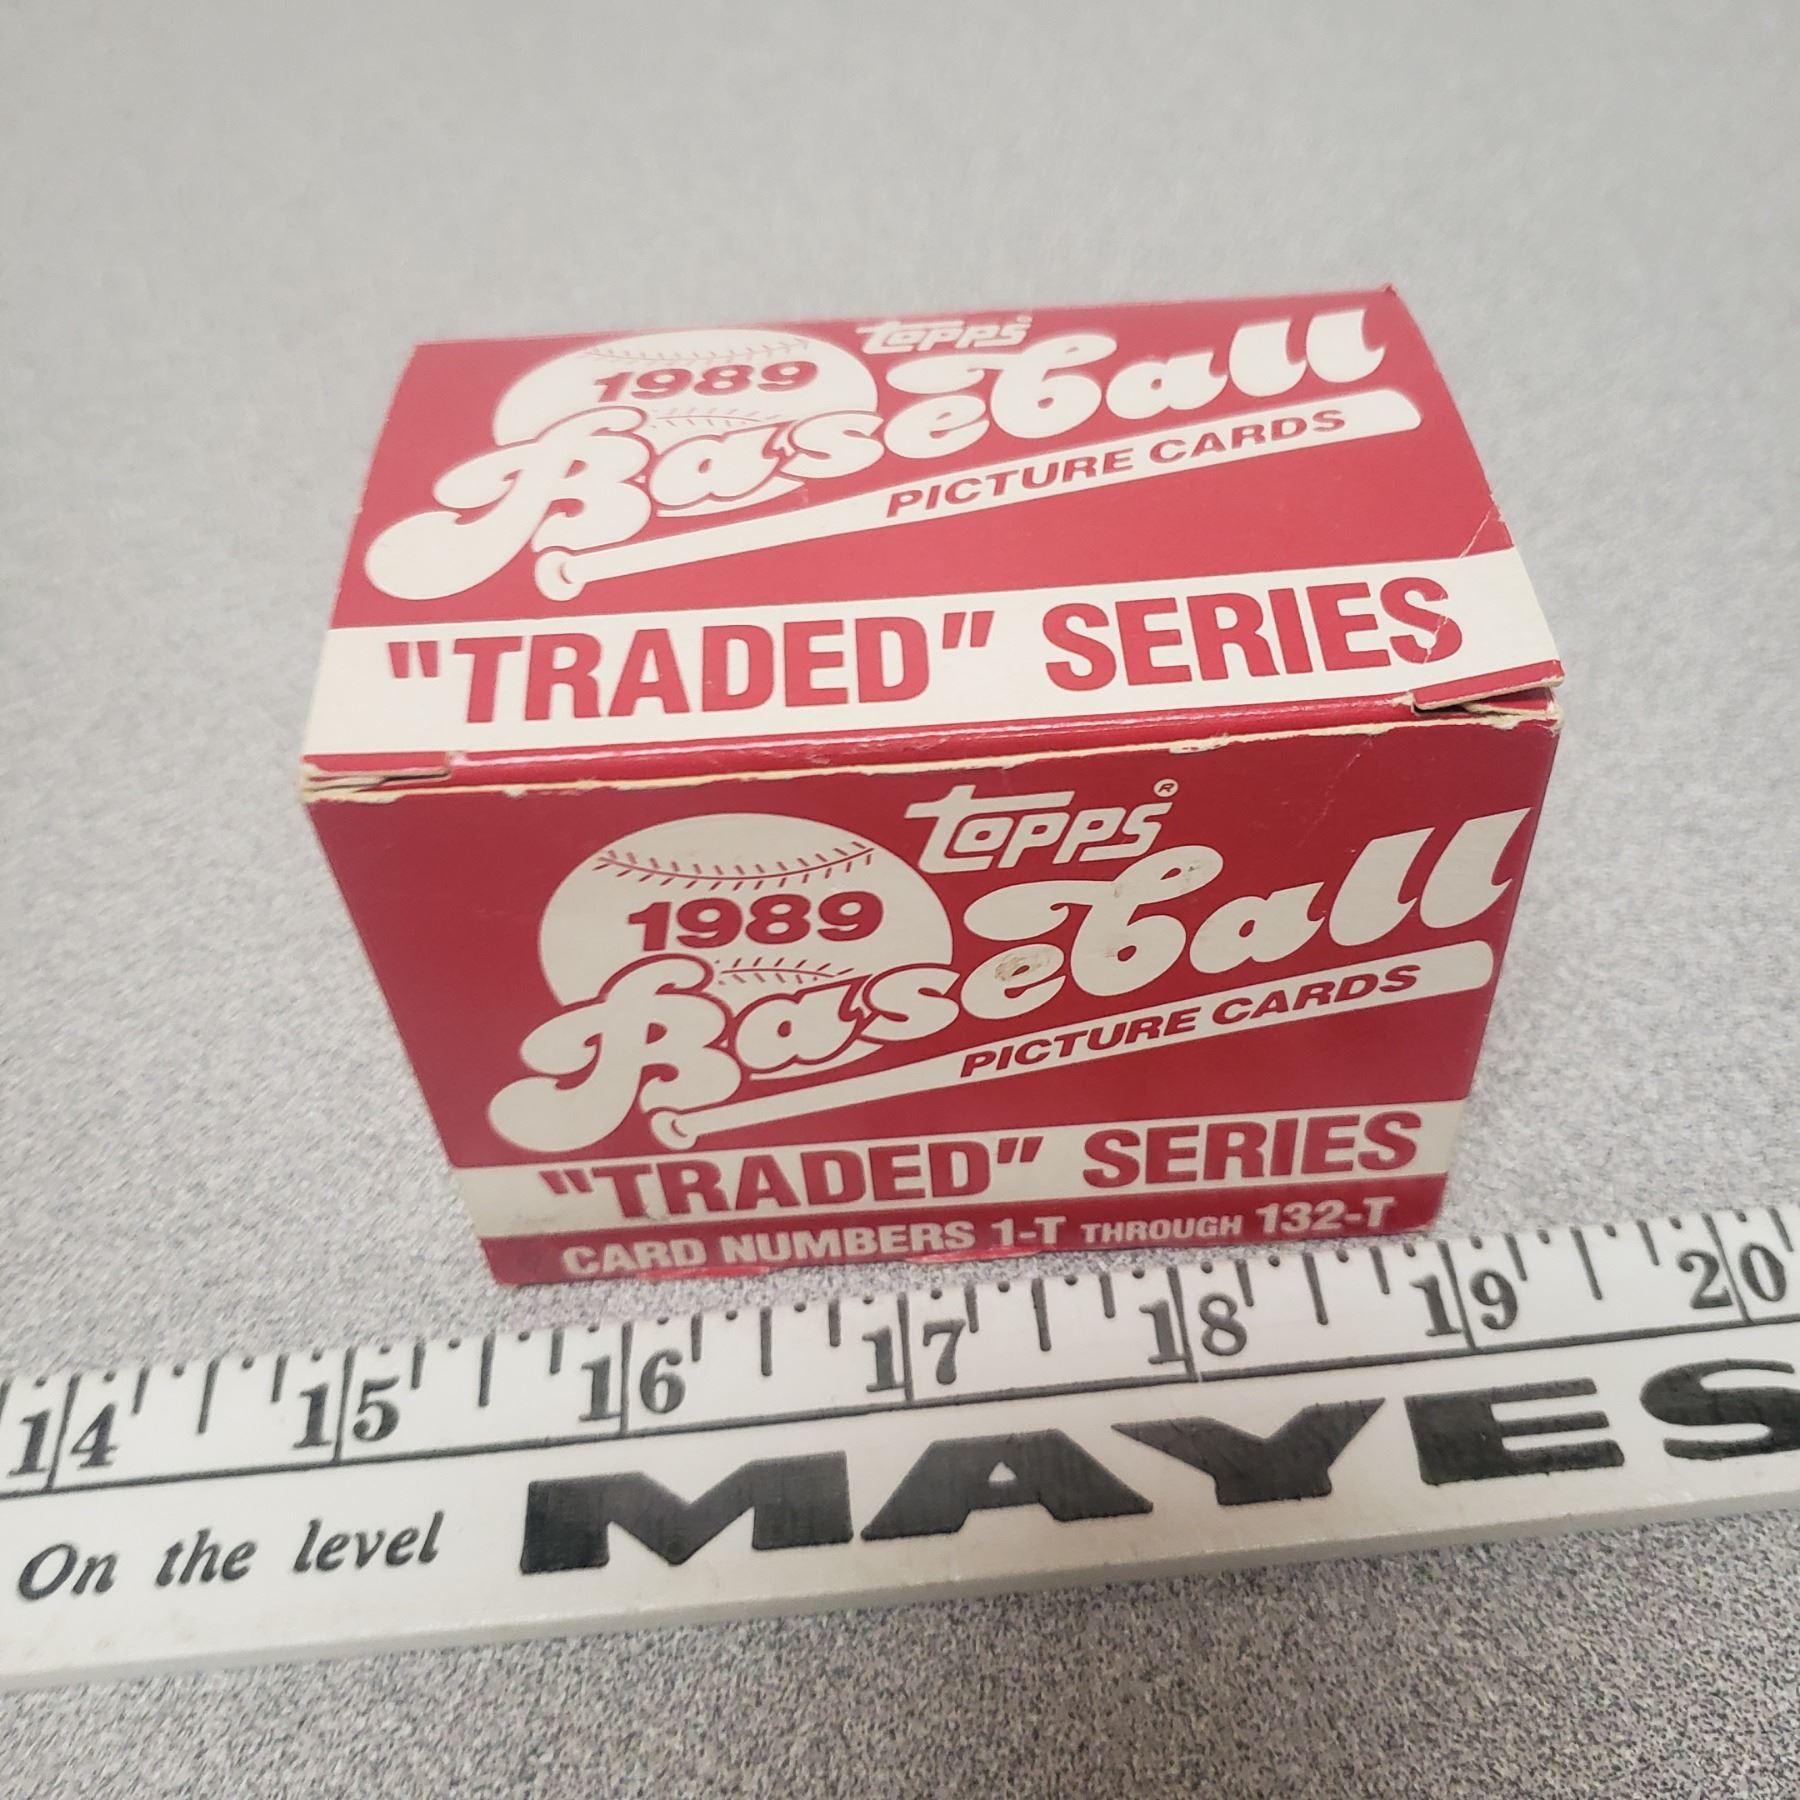 topps®
1989
Baseball
PICTURE CARDS
"TRADED" SERIES
topps®
1989
Baseball
PICTURE CARDS
"TRADED" SERIES
CARD NUMBERS 1-T THROUGH 132-T
14 15 16 17 18 19 20
On the level MAYES